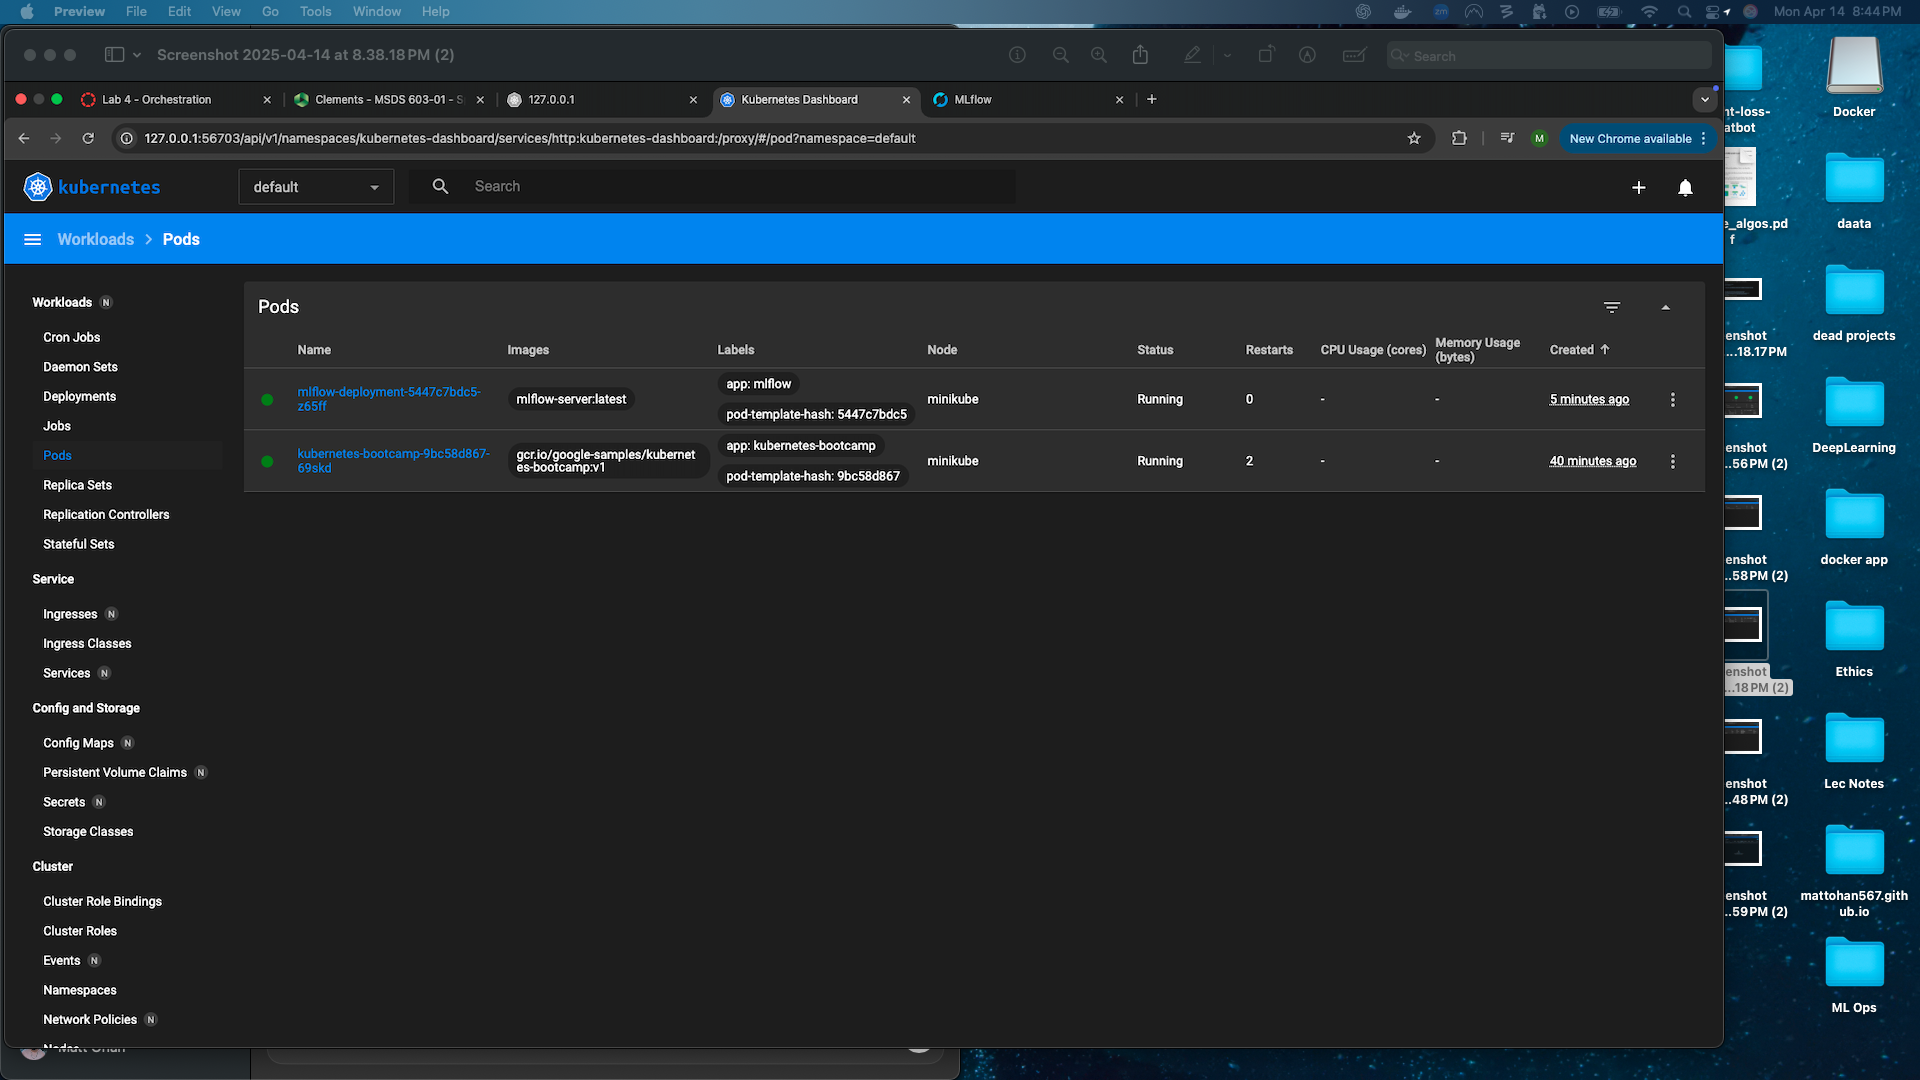 Preview File Edit View Go Tools Window Help
zm
Mon Apr 14 8:44 PM
Screenshot 2025-04-14 at 8.38.18 PM (2)
Search
Lab 4 - Orchestration
Clements - MSDS 603-01 - S
127.0.0.1
Kubernetes Dashboard
MLflow
127.0.0.1:56703/api/v1/namespaces/kubernetes-dashboard/services/http:kubernetes-dashboard:/proxy/#/pod?namespace=default
M
New Chrome available
kubernetes
default
Search
Workloads > Pods
Workloads N
Cron Jobs
Daemon Sets
Deployments
Jobs
Pods
Replica Sets
Replication Controllers
Stateful Sets
Service
Ingresses N
Ingress Classes
Services N
Config and Storage
Config Maps N
Persistent Volume Claims N
Secrets N
Storage Classes
Cluster
Cluster Role Bindings
Cluster Roles
Events N
Namespaces
Network Policies N
Pods
Name Images Labels Node Status Restarts CPU Usage (cores) Memory Usage (bytes) Created
mlflow-deployment-5447c7bdc5-
z65ff
mlflow-server:latest
app: mlflow
pod-template-hash: 5447c7bdc5
minikube
Running
0
-
-
5 minutes ago
kubernetes-bootcamp-9bc58d867-
69skd
gcr.io/google-samples/kubernet
es-bootcamp:v1
app: kubernetes-bootcamp
pod-template-hash: 9bc58d867
minikube
Running
2
-
-
40 minutes ago
nt-loss-
atbot
e_algos.pd
f
enshot
...18.17 PM
enshot
...56 PM (2)
enshot
...58 PM (2)
enshot
...18 PM (2)
enshot
...48 PM (2)
enshot
...59 PM (2)
Docker
daata
dead projects
DeepLearning
docker app
Ethics
Lec Notes
mattohan567.gith
ub.io
ML Ops